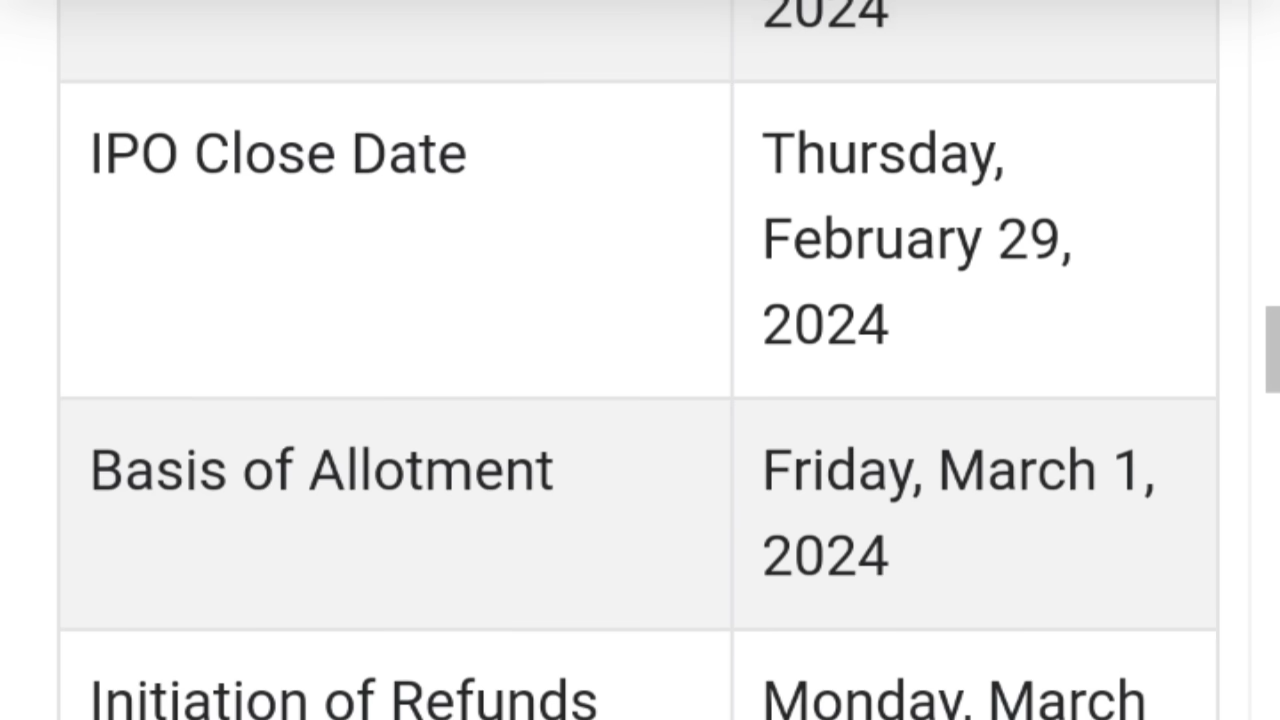 2024
IPO Close Date
Thursday,
February 29,
2024
Basis of Allotment
Friday, March 1,
2024
Initiation of Refunds
Monday, March